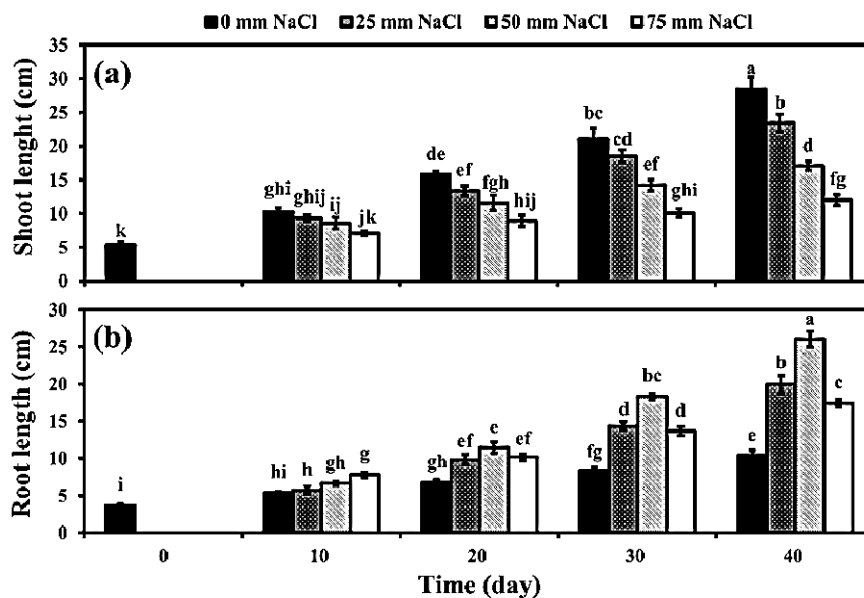 0 mm NaCl 25 mm NaCl 50 mm NaCl 75 mm NaCl
(a)
Shoot lenght (cm)
35
30
25
20
15
10
5
0
k
ghi ghij ij jk
de ef fgh hij
bc cd ef ghi
a b d fg
(b)
Root length (cm)
30
25
20
15
10
5
0
i
hi h gh g
gh ef e ef
fg d bc d
e b a c
0 10 20 30 40
Time (day)